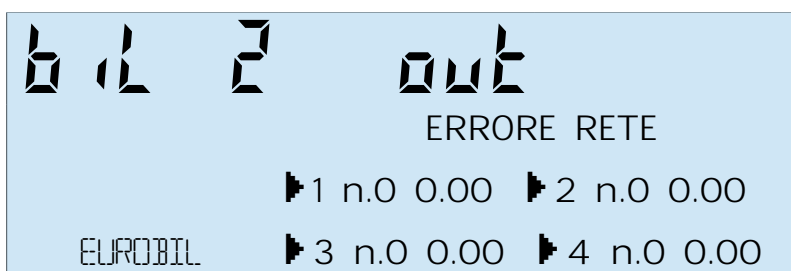 biL 2 out
ERRORE RETE
1 n.0 0.00 2 n.0 0.00
EUROBIL 3 n.0 0.00 4 n.0 0.00